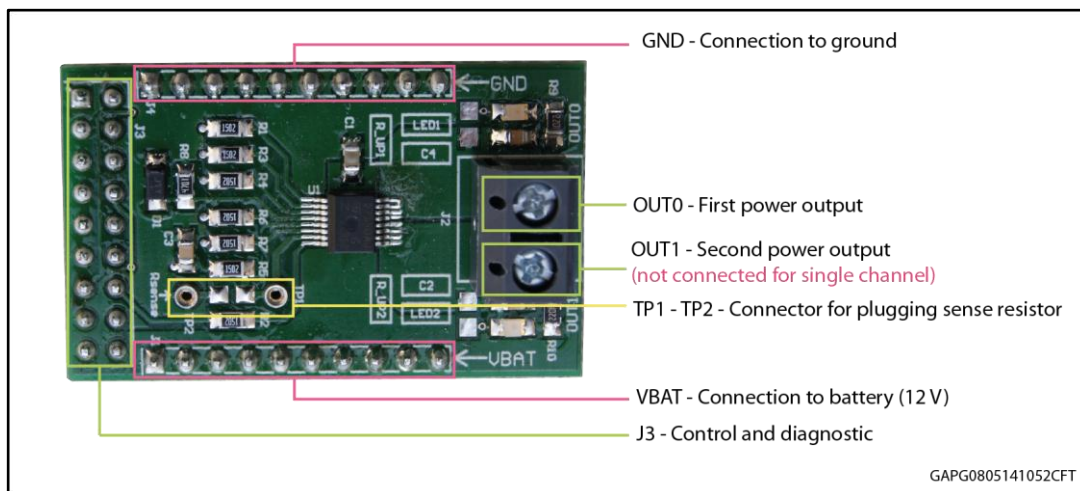 GND - Connection to ground
GND
J4
J3
R1
R3
R4
R8
R6
R7
C3
R5
C1
R_UP1
LED1
C4
R9
OUT0
J2
OUT0 - First power output
OUT1 - Second power output
(not connected for single channel)
Rsense
TP1
TP2
R2
R_UP2
C2
LED2
OUT1
R10
TP1 - TP2 - Connector for plugging sense resistor
VBAT
VBAT - Connection to battery (12 V)
J3 - Control and diagnostic
GAPG0805141052CFT